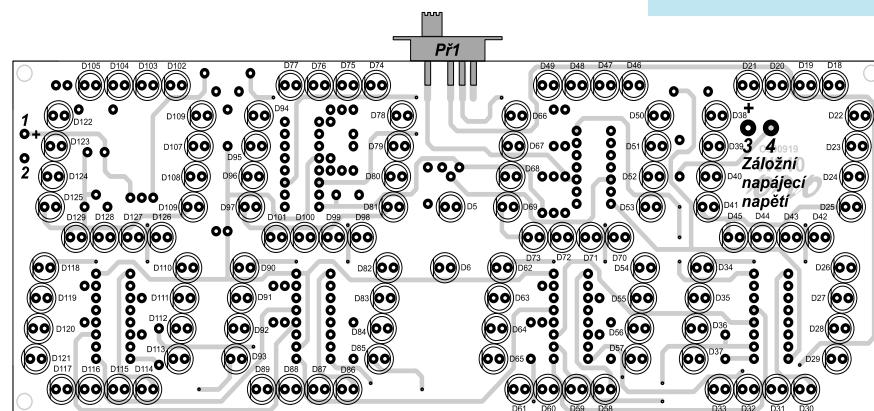 Př1
D105 D104 D103 D102 D77 D76 D75 D74 D49 D48 D47 D46 D21 D20 D19 D18
D122 D109 D94 D78 D66 D50 D38 D22
1 +
D123 D107 D95 D79 D67 D51 D39 D23
2
3 4
Záložní
napájecí
napětí
D124 D108 D96 D80 D68 D52 D40 D24
D125 D109 D97 D81 D5 D69 D53 D41 D25
D129 D128 D127 D126 D101 D100 D99 D98 D73 D72 D71 D70 D45 D44 D43 D42
D118 D110 D90 D82 D6 D62 D54 D34 D26
D119 D111 D91 D83 D63 D55 D35 D27
D120 D112 D92 D84 D64 D56 D36 D28
D121 D113 D93 D85 D65 D57 D37 D29
D117 D116 D115 D114 D89 D88 D87 D86 D61 D60 D59 D58 D33 D32 D31 D30